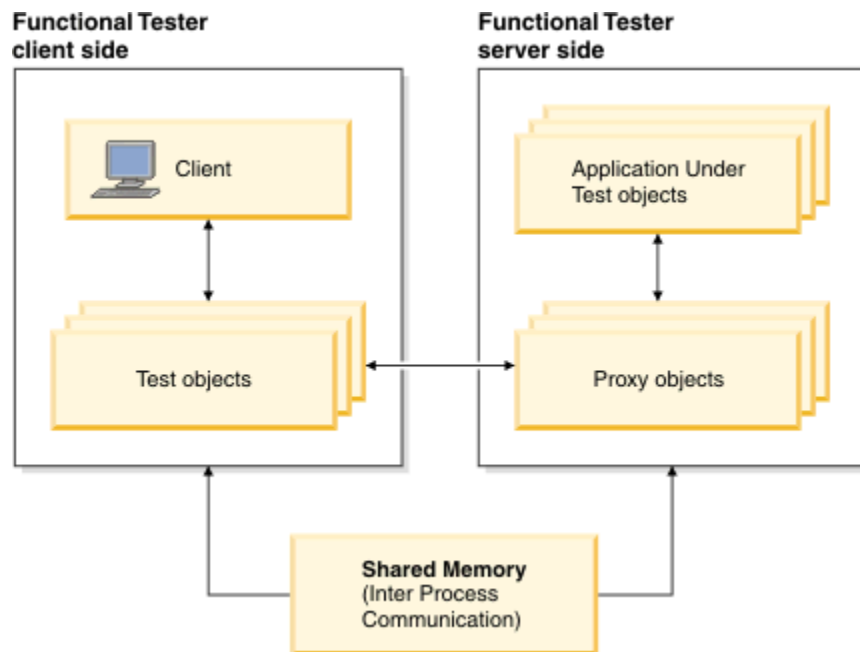 Functional Tester
client side
Functional Tester
server side
Client
Application Under
Test objects
Test objects
Proxy objects
Shared Memory
(Inter Process
Communication)